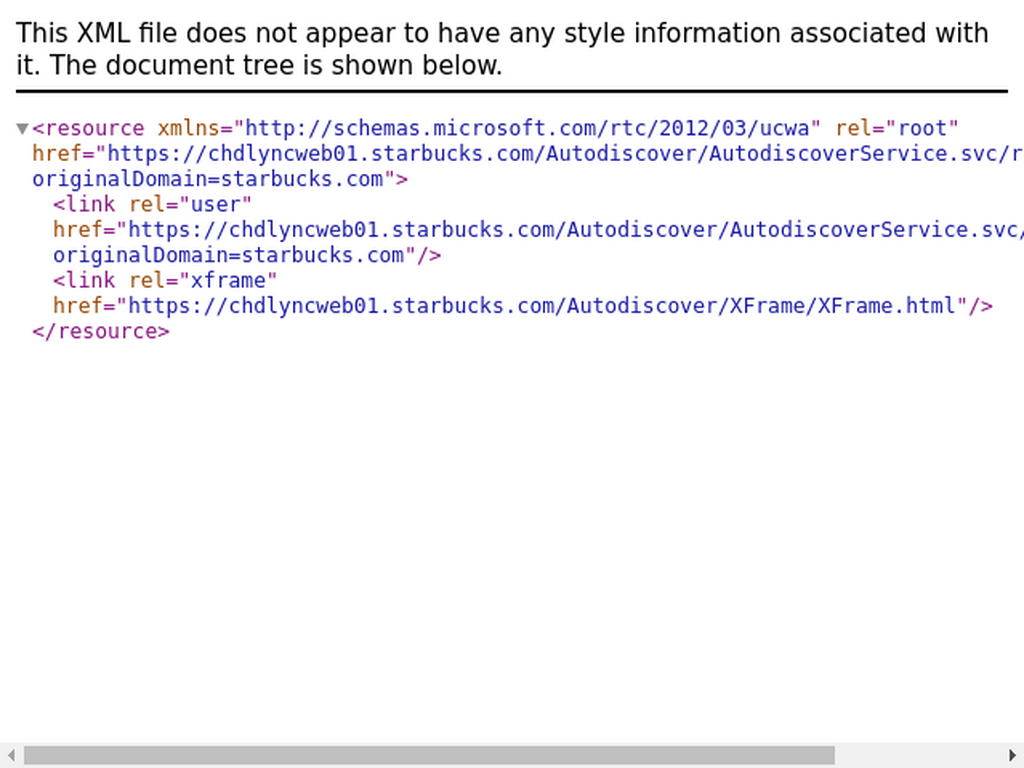 This XML file does not appear to have any style information associated with
it. The document tree is shown below.
▼<resource xmlns="http://schemas.microsoft.com/rtc/2012/03/ucwa" rel="root"
href="https://chdlyncweb01.starbucks.com/Autodiscover/AutodiscoverService.svc/r
originalDomain=starbucks.com">
<link rel="user"
href="https://chdlyncweb01.starbucks.com/Autodiscover/AutodiscoverService.svc/
originalDomain=starbucks.com"/>
<link rel="xframe"
href="https://chdlyncweb01.starbucks.com/Autodiscover/XFrame/XFrame.html"/>
</resource>